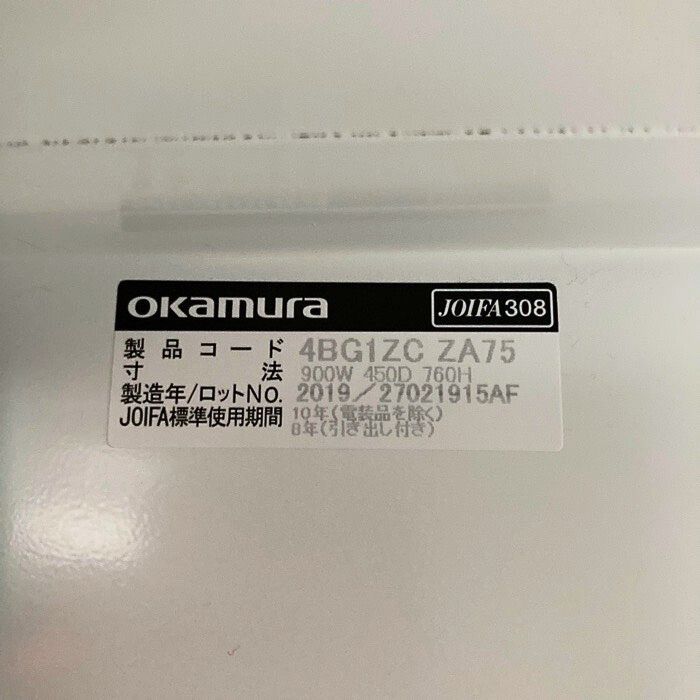 okamura JOIFA308
製品コード 4BG1ZC ZA75
寸法 900W 450D 760H
製造年/ロットNo. 2019/27021915AF
JOIFA標準使用期間 10年(電装品を除く)
8年(引き出し付き)